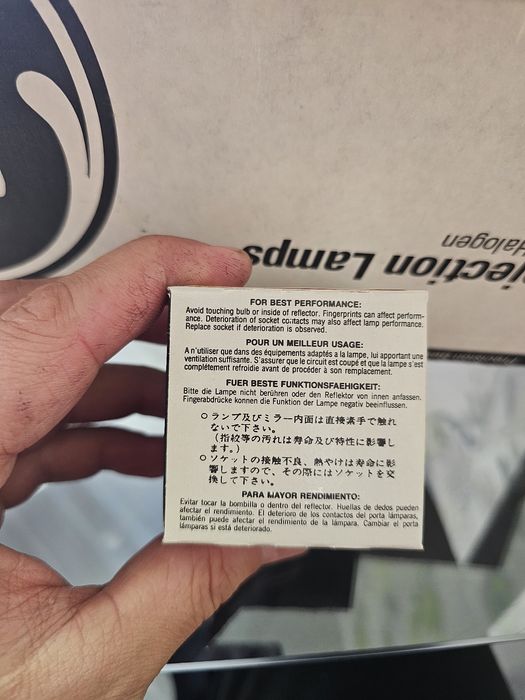 Halogen
jection Lamps
FOR BEST PERFORMANCE:
Avoid touching bulb or inside of reflector. Fingerprints can affect perform-
ance. Deterioration of socket contacts may also affect lamp performance.
Replace socket if deterioration is observed.
POUR UN MEILLEUR USAGE:
A n'utiliser que dans des équipements adaptés a la lampe, lui apportant une
ventilation suffisante. S'assurer que le circuit est coupé et que la lampe s'est
complétement refroidie avant de procéder à son remplacement.
FUER BESTE FUNKTIONSFAEHIGKEIT:
Bitte die Lampe nicht berühren oder den Reflektor von innen anfassen.
Fingerabdrücke konnen die Funktion der Lampe negativ beeinflussen.
○ランプ及びミラー内面は直接素手で触れ
ないで下さい。
(指紋等の汚れは寿命及び特性に影響し
ます。)
○ソケットの接触不良、熱やけは寿命に影
響しますので、その際にはソケットを交
換して下さい。
PARA MAYOR RENDIMIENTO:
Evitar tocar la bombilla o dentro del reflector. Huellas de dedos pueden
afectar el rendimiento. El deterioro de los contactos del porta lámparas,
también puede afectar el rendimiento de la lámpara. Cambiar el porta
lámparas si está deteriorado.